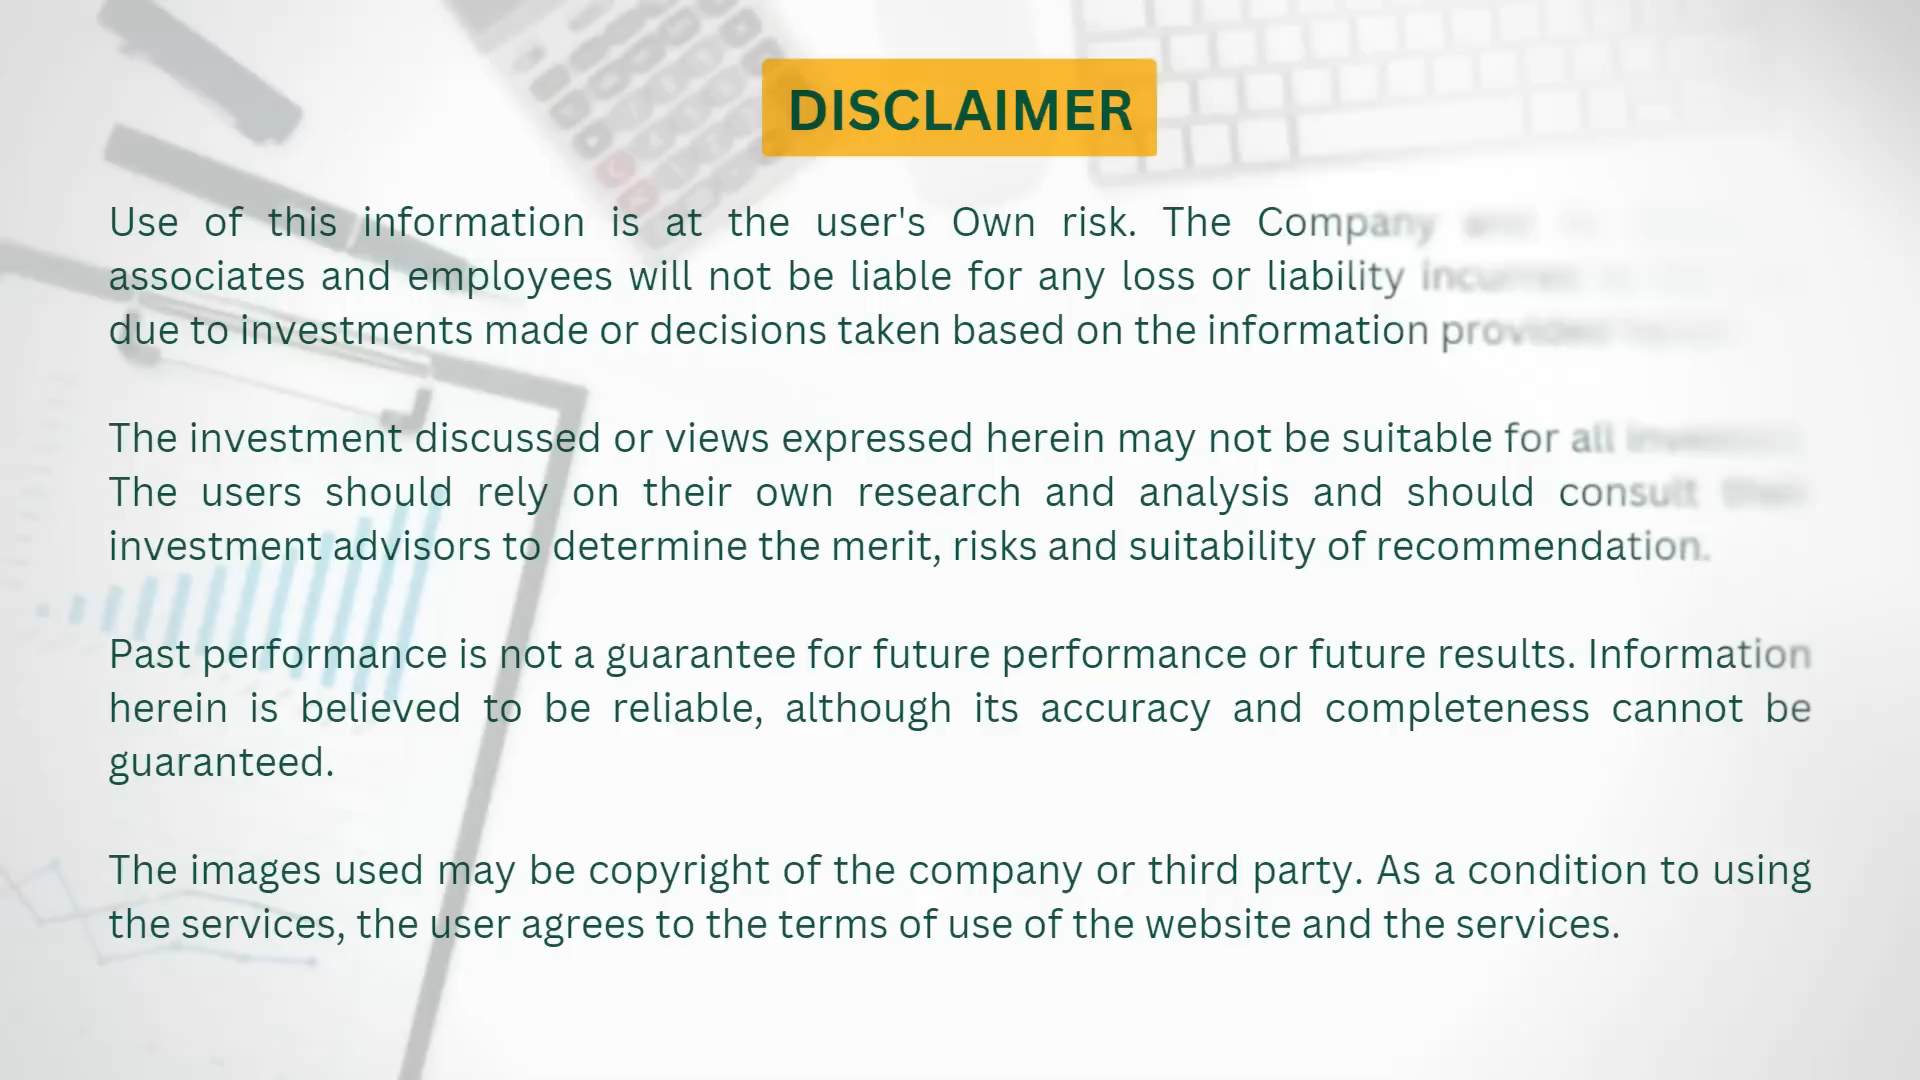 DISCLAIMER
Use of this information is at the user's Own risk. The Company and
associates and employees will not be liable for any loss or liability incurred
due to investments made or decisions taken based on the information provided
The investment discussed or views expressed herein may not be suitable for all
The users should rely on their own research and analysis and should consult their
investment advisors to determine the merit, risks and suitability of recommendation.
Past performance is not a guarantee for future performance or future results. Information
herein is believed to be reliable, although its accuracy and completeness cannot be
guaranteed.
The images used may be copyright of the company or third party. As a condition to using
the services, the user agrees to the terms of use of the website and the services.